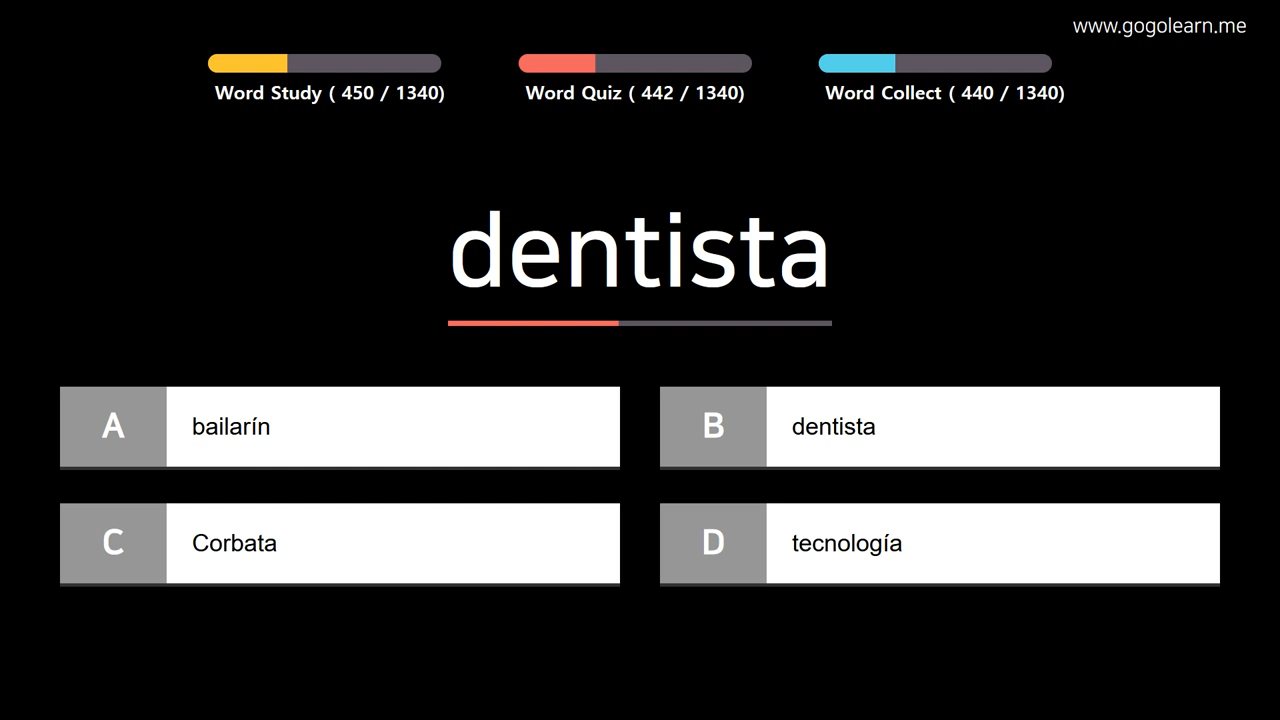 www.gogolearn.me
Word Study ( 450 / 1340)
Word Quiz ( 442 / 1340)
Word Collect ( 440 / 1340)
dentista
A bailarín
B dentista
C Corbata
D tecnología